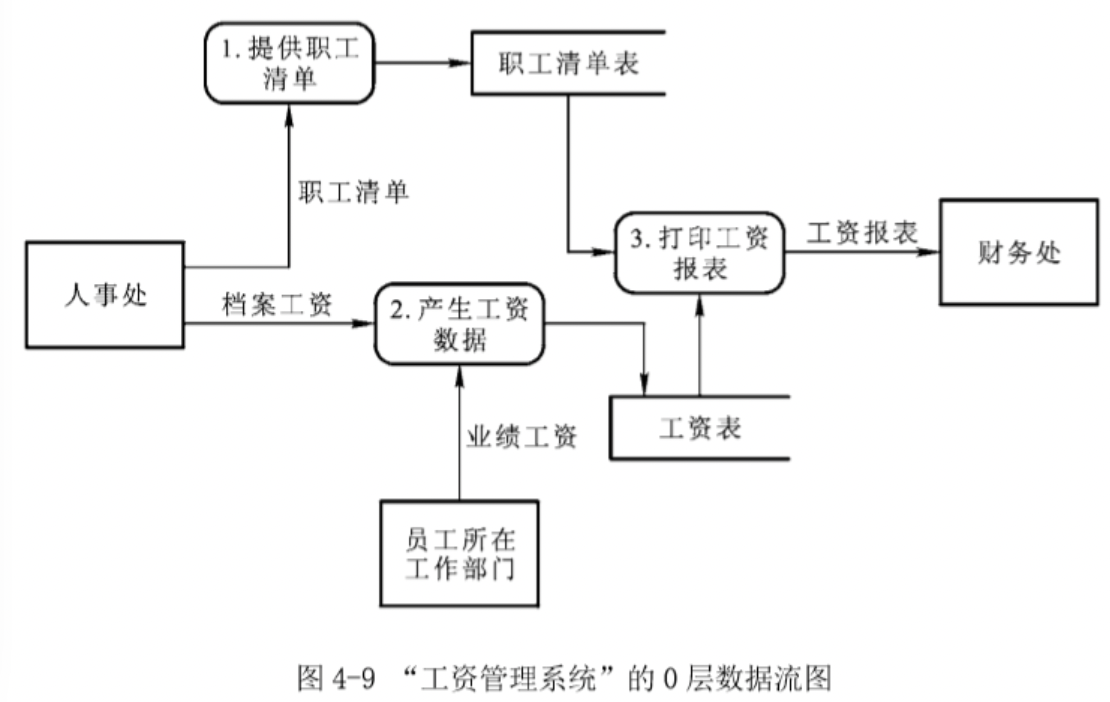 1.提供职工
清单
职工清单表
职工清单
人事处
档案工资
2.产生工资
数据
3.打印工资
报表
工资报表
财务处
工资表
业绩工资
员工所在
工作部门
图 4-9 “工资管理系统”的 0 层数据流图